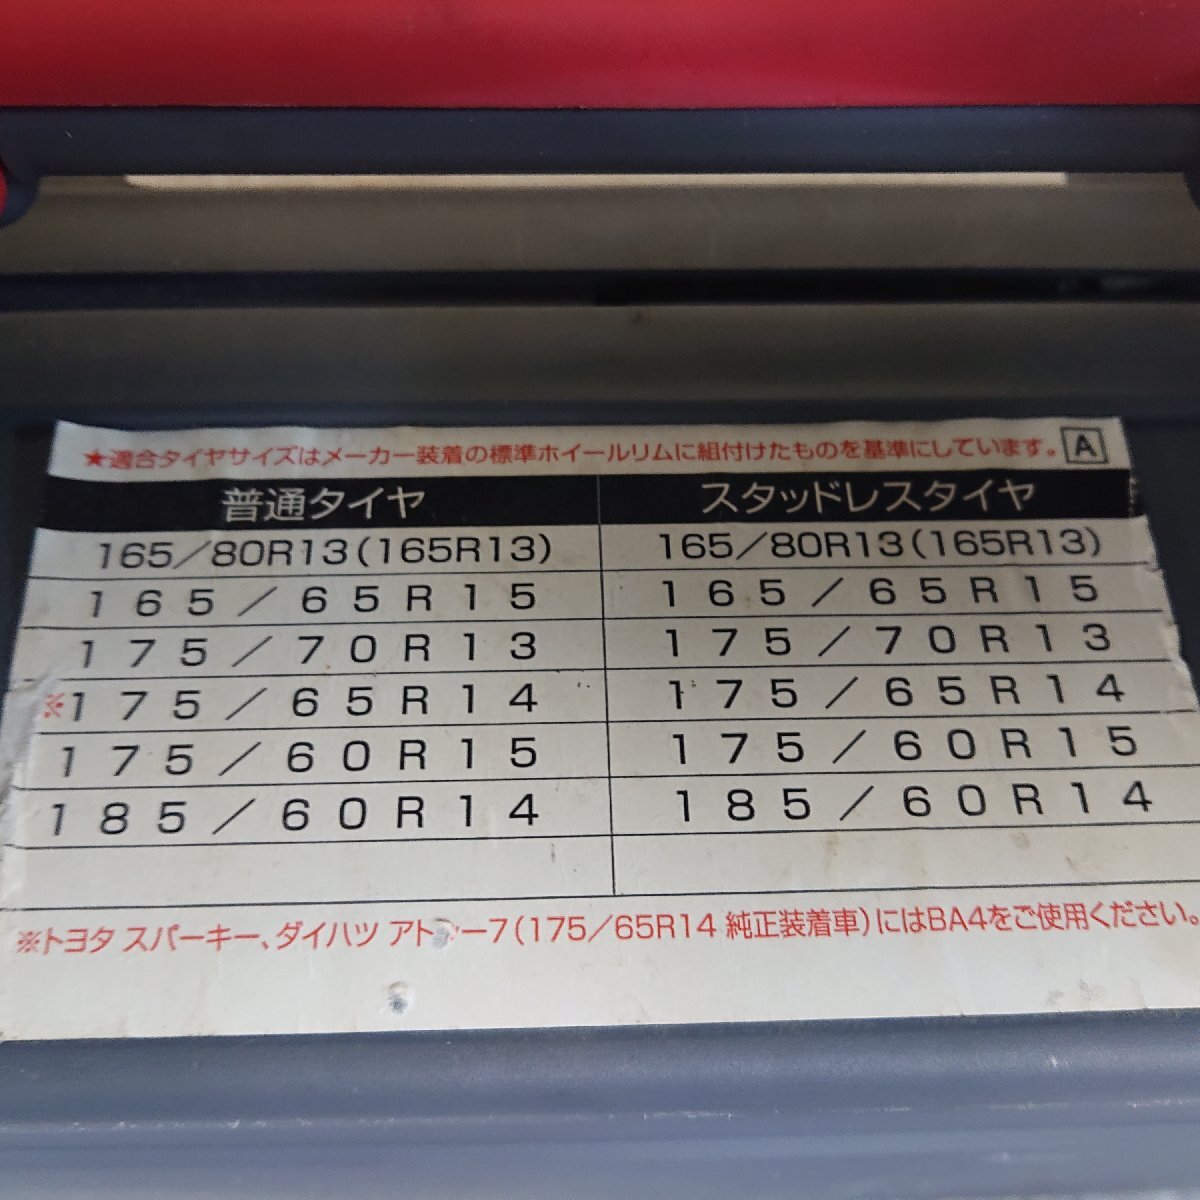 ★適合タイヤサイズはメーカー装着の標準ホイールリムに組付けたものを基準にしています。 A
普通タイヤ スタッドレスタイヤ
165/80R13(165R13) 165/80R13(165R13)
165/65R15 165/65R15
175/70R13 175/70R13
※175/65R14 175/65R14
175/60R15 175/60R15
185/60R14 185/60R14
※トヨタ スパーキー、ダイハツ アトレー7(175/65R14 純正装着車)にはBA4をご使用ください。